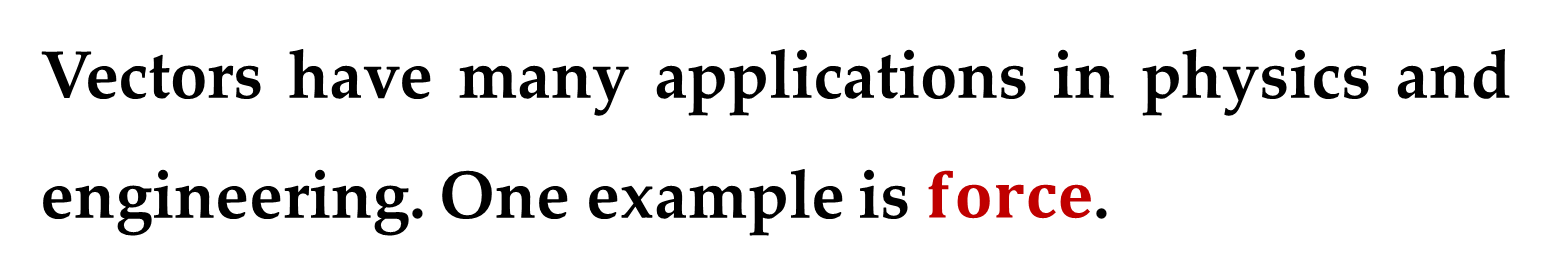 Vectors have many applications in physics and
engineering. One example is force.